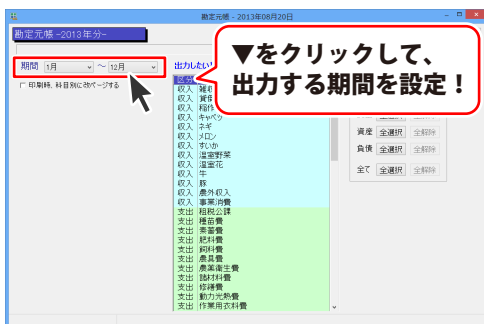 勘定元帳 - 2013年08月20日
勘定元帳 -2013年分-
▼をクリックして、
出力する期間を設定！
期間 1月 ～ 12月
出力したい
印刷時、科目別に改ページする
区分
収入
収入
収入 稲作
収入 キャベツ
収入 ネギ
収入 メロン
収入 すいか
収入 温室野菜
収入 温室花
収入 牛
収入 豚
収入 農外収入
収入 事業消費
支出 租税公課
支出 種苗費
支出 素畜費
支出 肥料費
支出 飼料費
支出 農具費
支出 農薬衛生費
支出 諸材料費
支出 修繕費
支出 動力光熱費
支出 作業用衣料費
資産 全選択 全解除
負債 全選択 全解除
全て 全選択 全解除